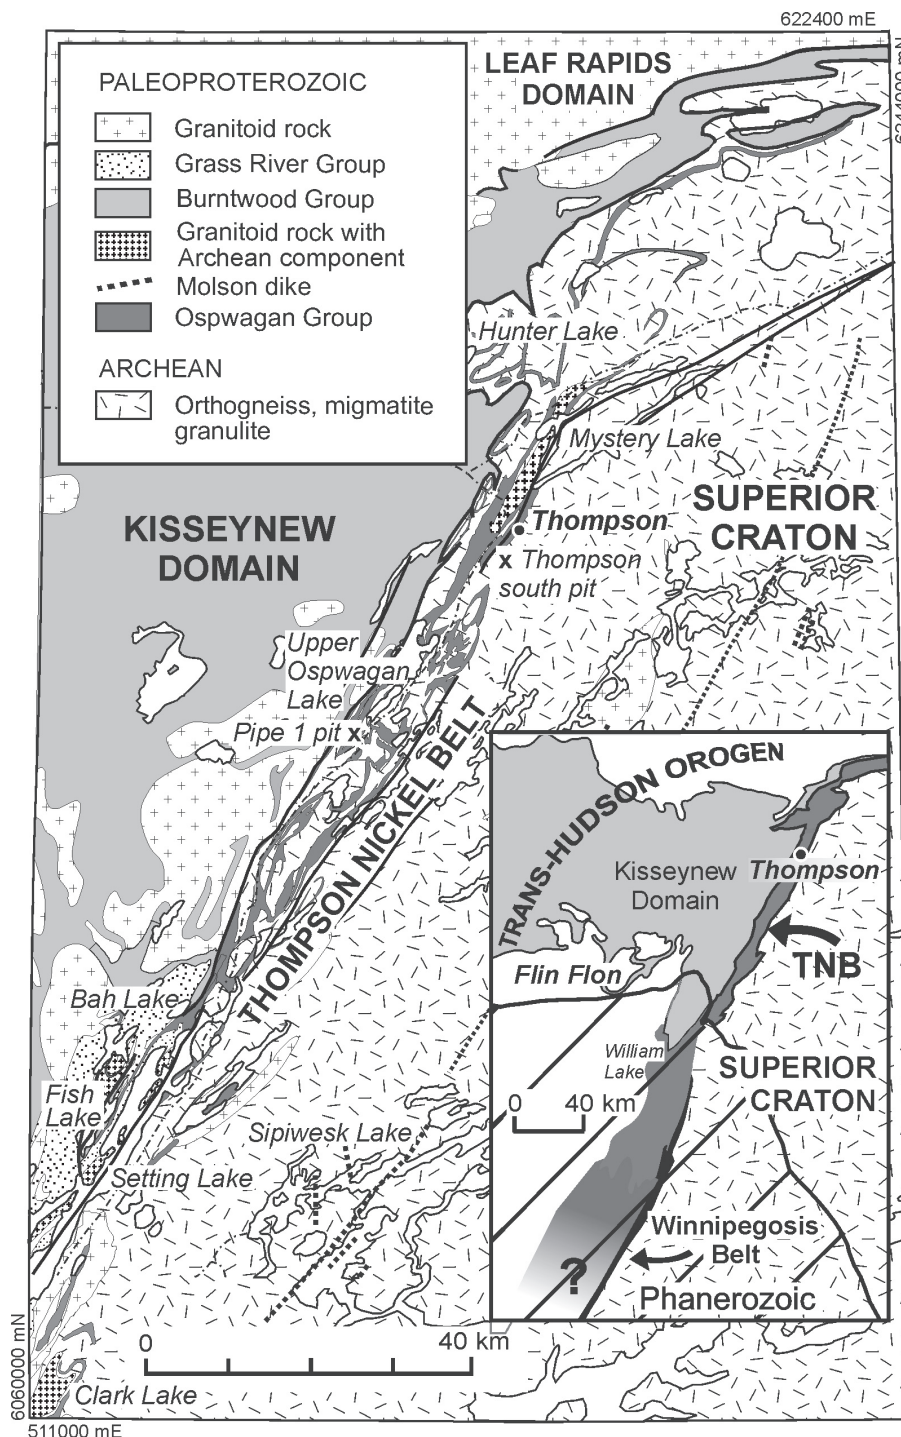 622400 mE
6244000 mN
PALEOPROTEROZOIC
Granitoid rock
Grass River Group
Burntwood Group
Granitoid rock with
Archean component
Molson dike
Ospwagan Group
ARCHEAN
Orthogneiss, migmatite
granulite
LEAF RAPIDS
DOMAIN
Hunter Lake
Mystery Lake
KISSEYNEW
DOMAIN
SUPERIOR
CRATON
Thompson
x Thompson
south pit
Upper
Ospwagan
Lake
Pipe 1 pit x
THOMPSON NICKEL BELT
Bah Lake
Fish
Lake
Setting Lake
Sipiwesk Lake
Clark Lake
TRANS-HUDSON OROGEN
Kisseynew
Domain
Thompson
TNB
Flin Flon
William
Lake
SUPERIOR
CRATON
0 40 km
Winnipegosis
Belt
?
Phanerozoic
0 40 km
6060000 mN
511000 mE